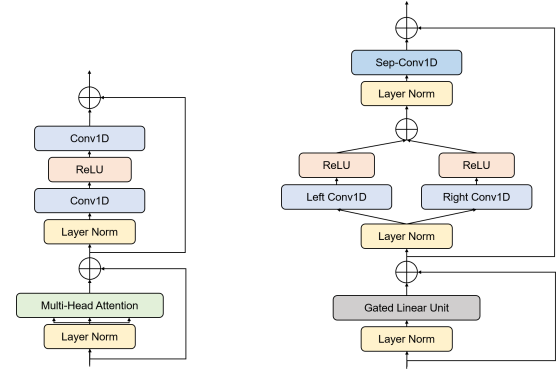 Conv1D
ReLU
Conv1D
Layer Norm
Multi-Head Attention
Layer Norm
Sep-Conv1D
Layer Norm
ReLU
ReLU
Left Conv1D
Right Conv1D
Layer Norm
Gated Linear Unit
Layer Norm